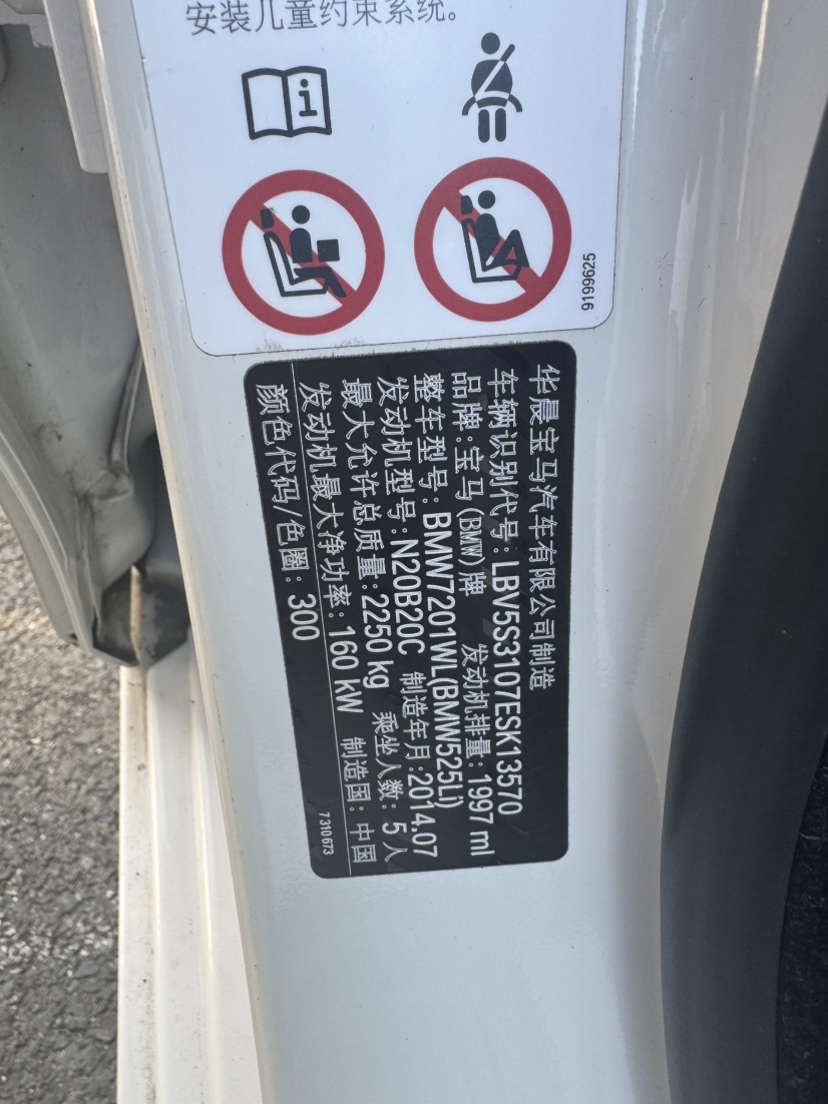 安装儿童约束系统。
9199625
华晨宝马汽车有限公司制造
车辆识别代号: LBV5S3107ESK13570
品牌: 宝马(BMW)牌 发动机排量: 1997 ml
整车型号: BMW7201WL(BMW525Li)
发动机型号: N20B20C 制造年月: 2014.07
最大允许总质量: 2250 kg 乘坐人数: 5 人
发动机最大净功率: 160 kW 制造国: 中国
颜色代码/色圈: 300
7 310 673